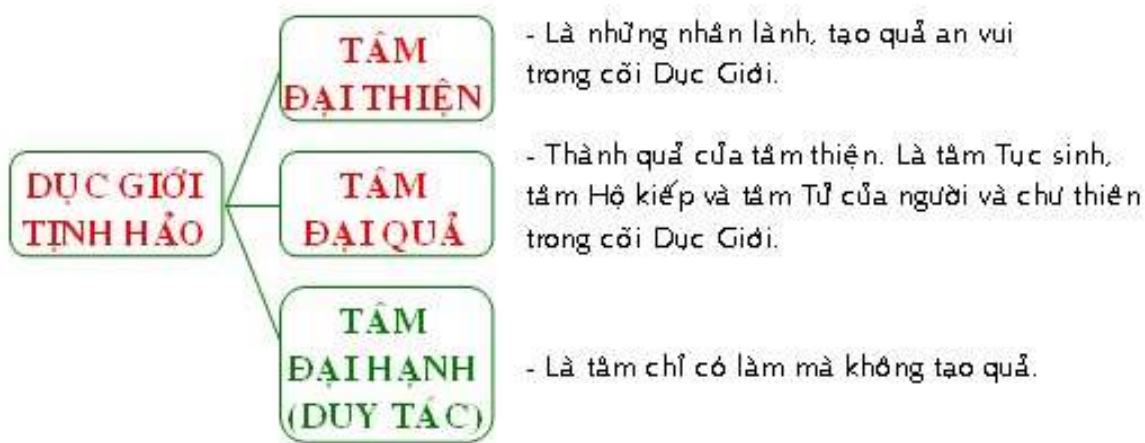 DỤC GIỚI
TỊNH HẢO
TÂM
ĐẠI THIỆN
- Là những nhân lành, tạo quả an vui
trong cõi Dục Giới.
TÂM
ĐẠI QUẢ
- Thành quả của tâm thiện. Là tâm Tục sinh,
tâm Hộ kiếp và tâm Tử của người và chư thiên
trong cõi Dục Giới.
TÂM
ĐẠI HẠNH
(DUY TÁC)
- Là tâm chỉ có làm mà không tạo quả.